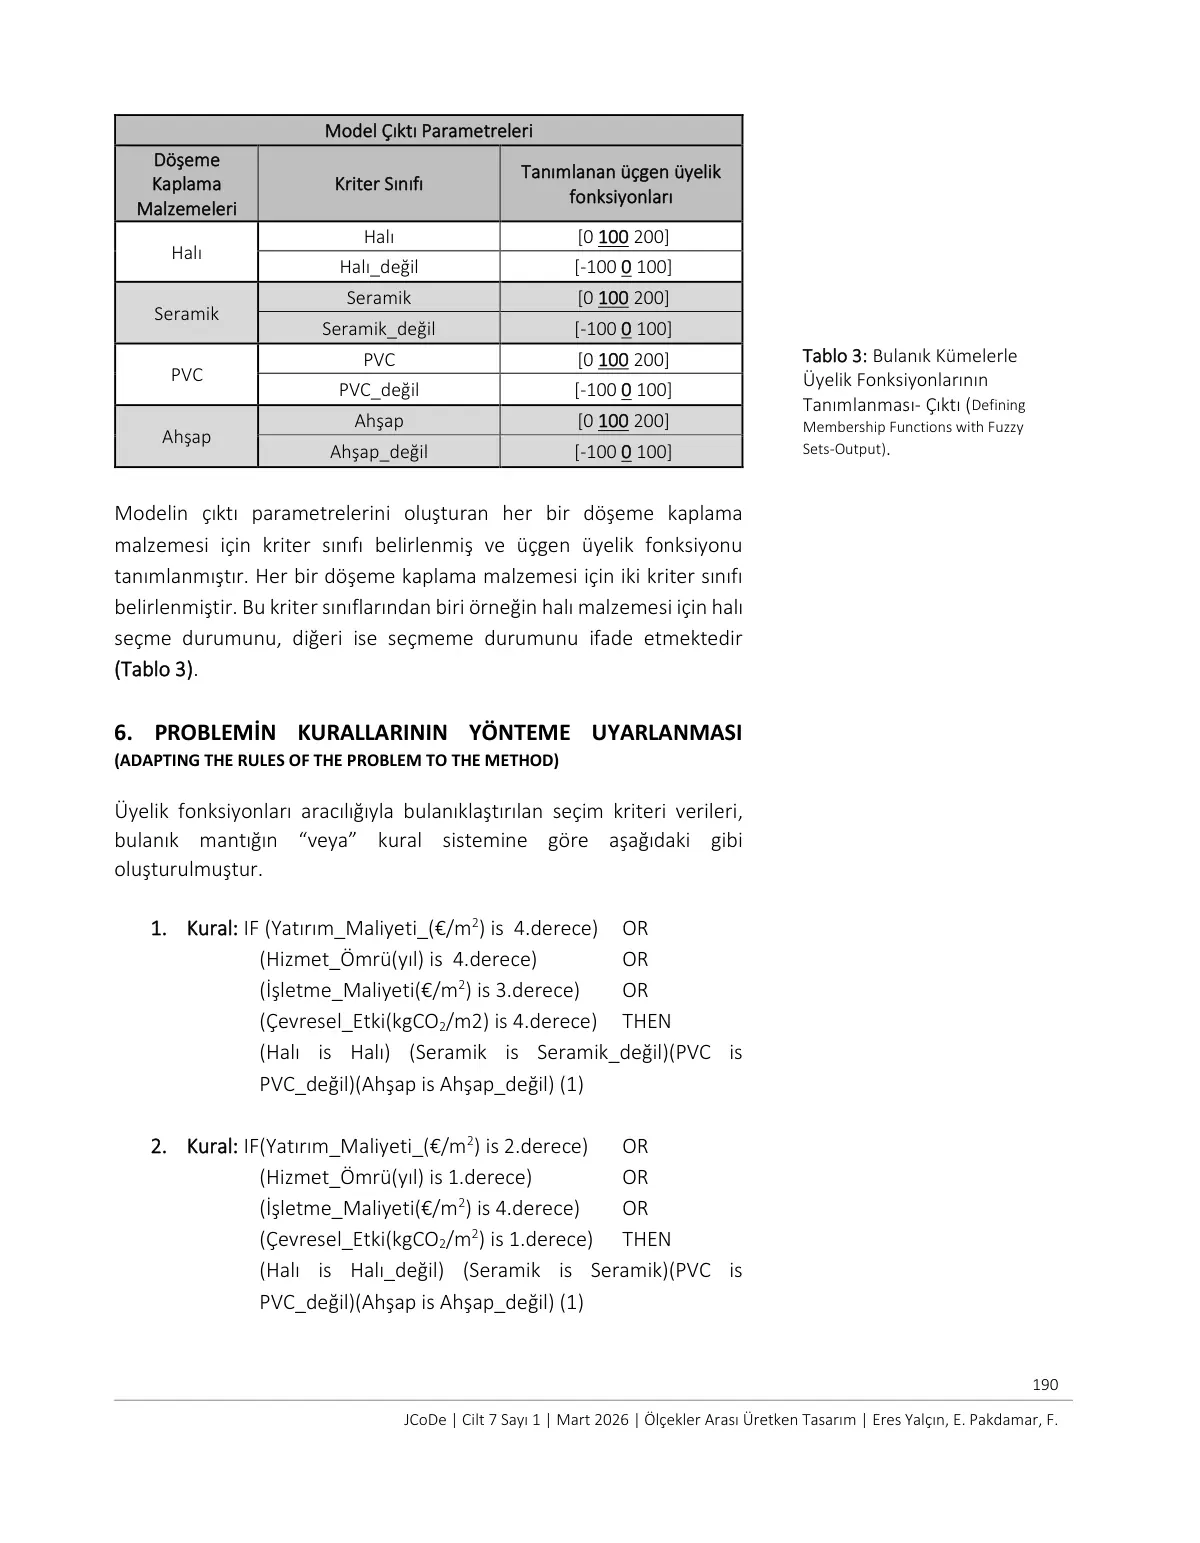 Model Çıktı Parametreleri
Döşeme
Kaplama
Malzemeleri
Kriter Sınıfı
Tanımlanan üçgen üyelik
fonksiyonları
Halı
Halı
[0 100 200]
Halı_değil
[-100 0 100]
Seramik
Seramik
[0 100 200]
Seramik_değil
[-100 0 100]
PVC
PVC
[0 100 200]
PVC_değil
[-100 0 100]
Ahşap
Ahşap
[0 100 200]
Ahşap_değil
[-100 0 100]
Tablo 3: Bulanık Kümelerle
Üyelik Fonksiyonlarının
Tanımlanması- Çıktı (Defining
Membership Functions with Fuzzy
Sets-Output).
Modelin çıktı parametrelerini oluşturan her bir döşeme kaplama
malzemesi için kriter sınıfı belirlenmiş ve üçgen üyelik fonksiyonu
tanımlanmıştır. Her bir döşeme kaplama malzemesi için iki kriter sınıfı
belirlenmiştir. Bu kriter sınıflarından biri örneğin halı malzemesi için halı
seçme durumunu, diğeri ise seçmeme durumunu ifade etmektedir
(Tablo 3).
6. PROBLEMİN KURALLARININ YÖNTEME UYARLANMASI
(ADAPTING THE RULES OF THE PROBLEM TO THE METHOD)
Üyelik fonksiyonları aracılığıyla bulanıklaştırılan seçim kriteri verileri,
bulanık mantığın “veya” kural sistemine göre aşağıdaki gibi
oluşturulmuştur.
1. Kural: IF (Yatırım_Maliyeti_(€/m²) is 4.derece) OR
(Hizmet_Ömrü(yıl) is 4.derece) OR
(İşletme_Maliyeti(€/m²) is 3.derece) OR
(Çevresel_Etki(kgCO₂/m2) is 4.derece) THEN
(Halı is Halı) (Seramik is Seramik_değil)(PVC is
PVC_değil)(Ahşap is Ahşap_değil) (1)
2. Kural: IF(Yatırım_Maliyeti_(€/m²) is 2.derece) OR
(Hizmet_Ömrü(yıl) is 1.derece) OR
(İşletme_Maliyeti(€/m²) is 4.derece) OR
(Çevresel_Etki(kgCO₂/m²) is 1.derece) THEN
(Halı is Halı_değil) (Seramik is Seramik)(PVC is
PVC_değil)(Ahşap is Ahşap_değil) (1)
190
JCoDe | Cilt 7 Sayı 1 | Mart 2026 | Ölçekler Arası Üretken Tasarım | Eres Yalçın, E. Pakdamar, F.